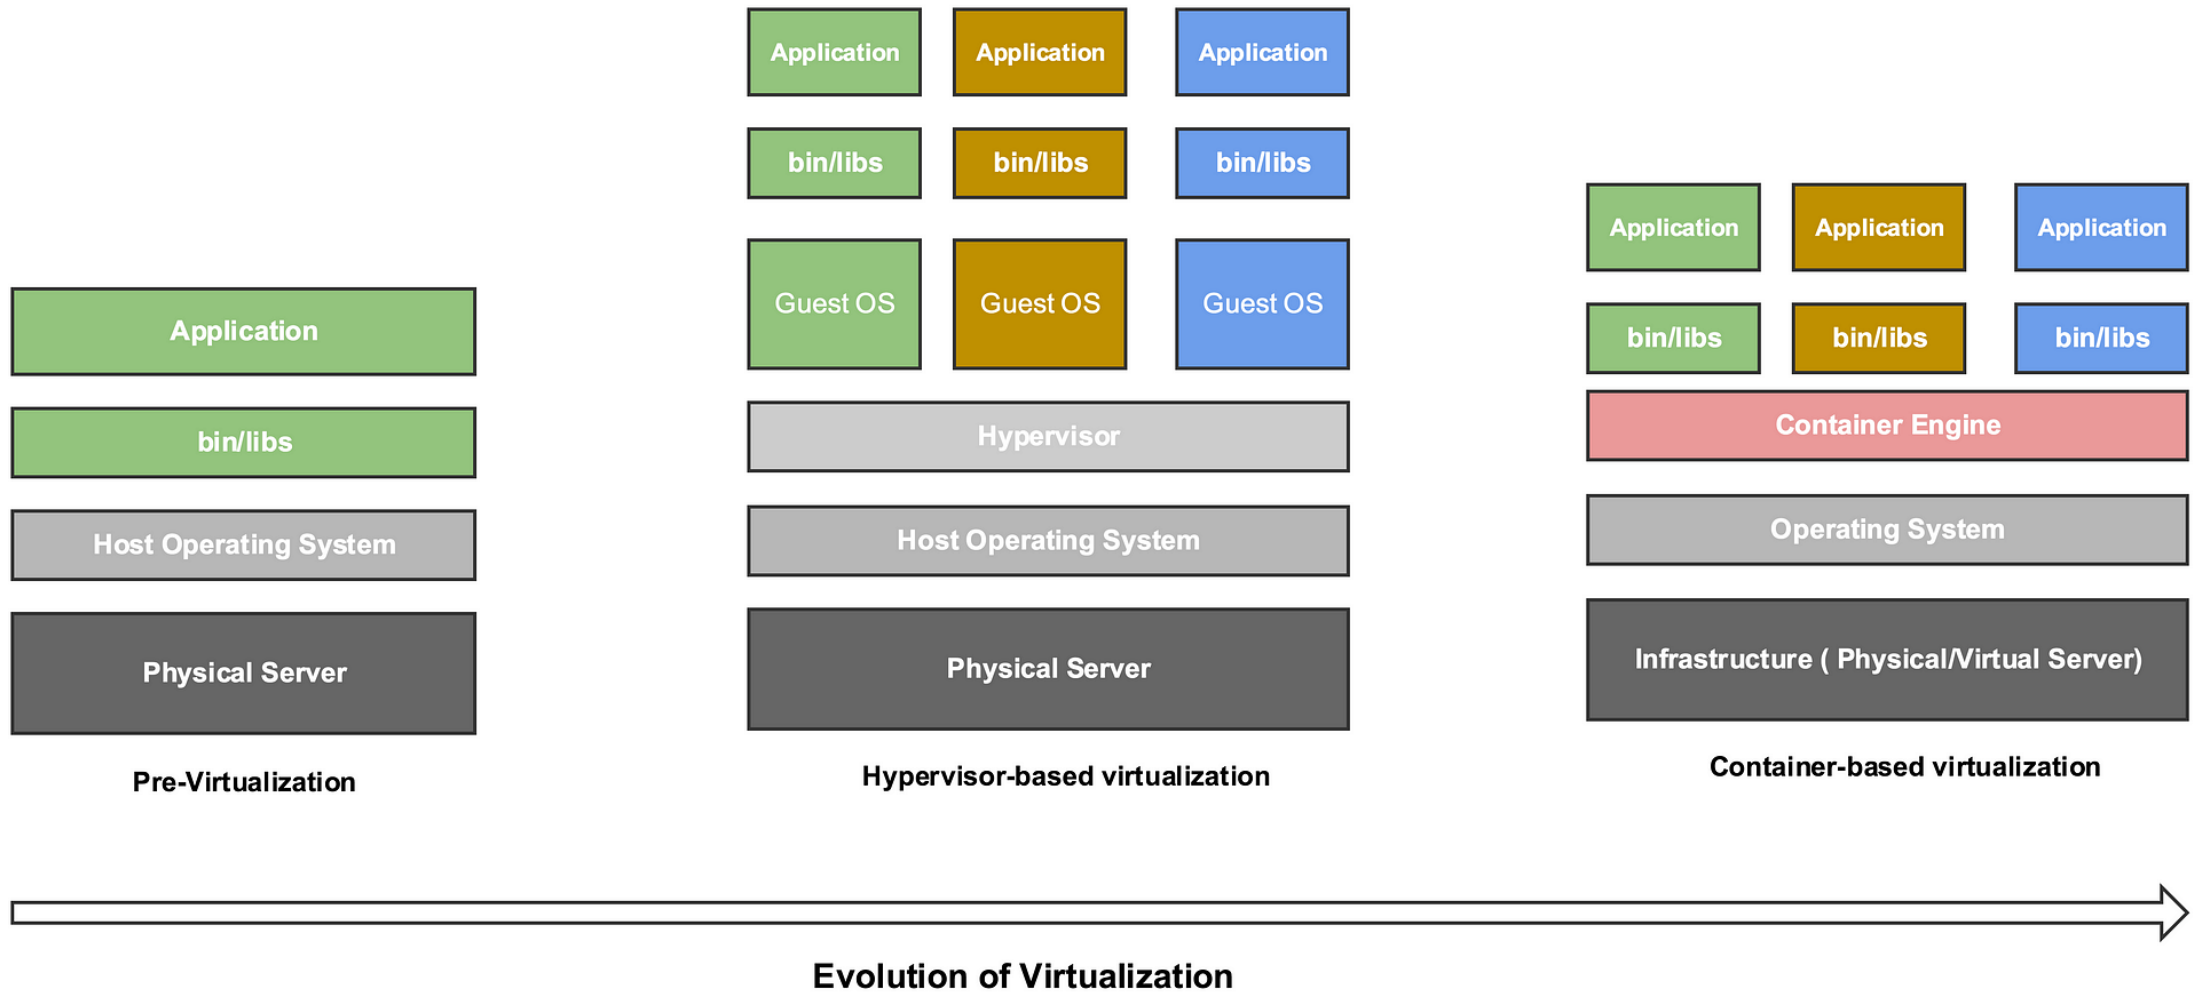 Application
bin/libs
Host Operating System
Physical Server
Pre-Virtualization
Application Application Application
bin/libs bin/libs bin/libs
Guest OS Guest OS Guest OS
Hypervisor
Host Operating System
Physical Server
Hypervisor-based virtualization
Application Application Application
bin/libs bin/libs bin/libs
Container Engine
Operating System
Infrastructure ( Physical/Virtual Server)
Container-based virtualization
Evolution of Virtualization